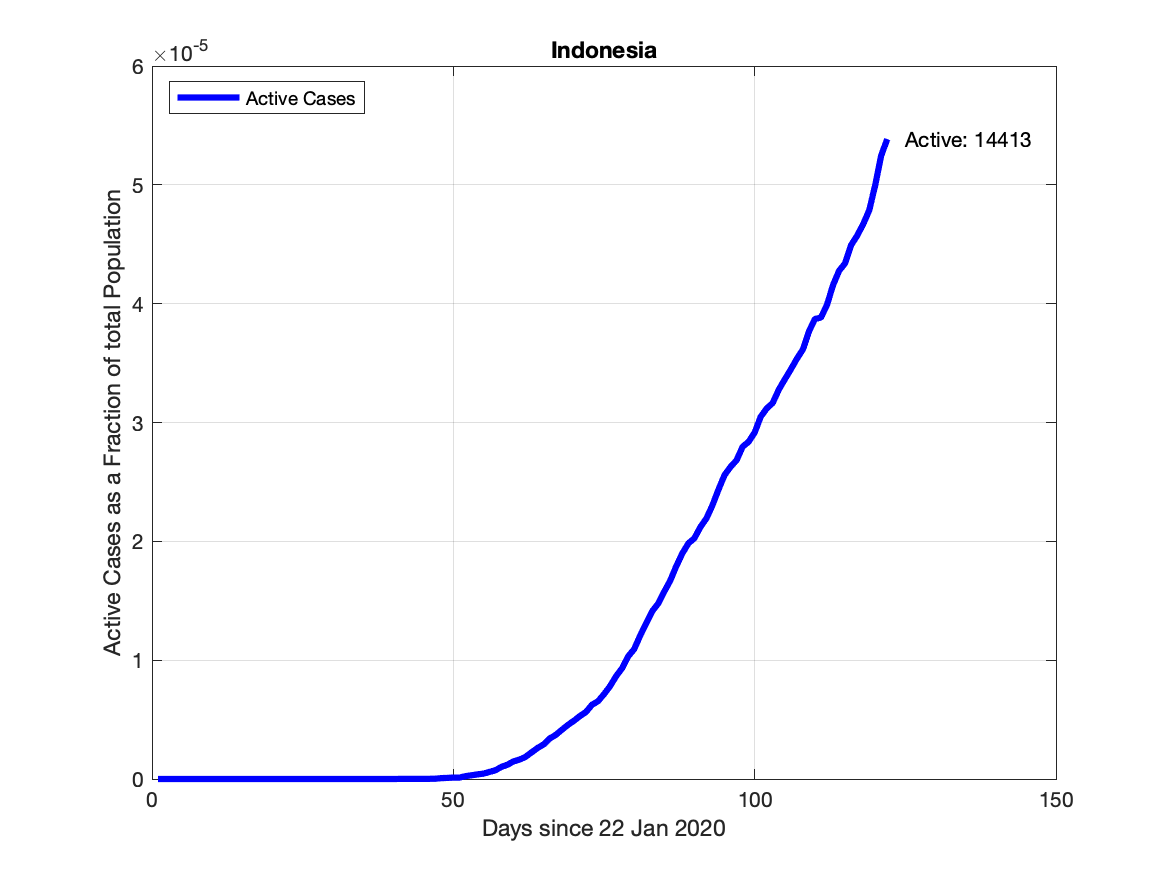 Indonesia
×10-5
Active Cases
Active: 14413
6
5
4
3
2
1
0
Active Cases as a Fraction of total Population
0 50 100 150
Days since 22 Jan 2020